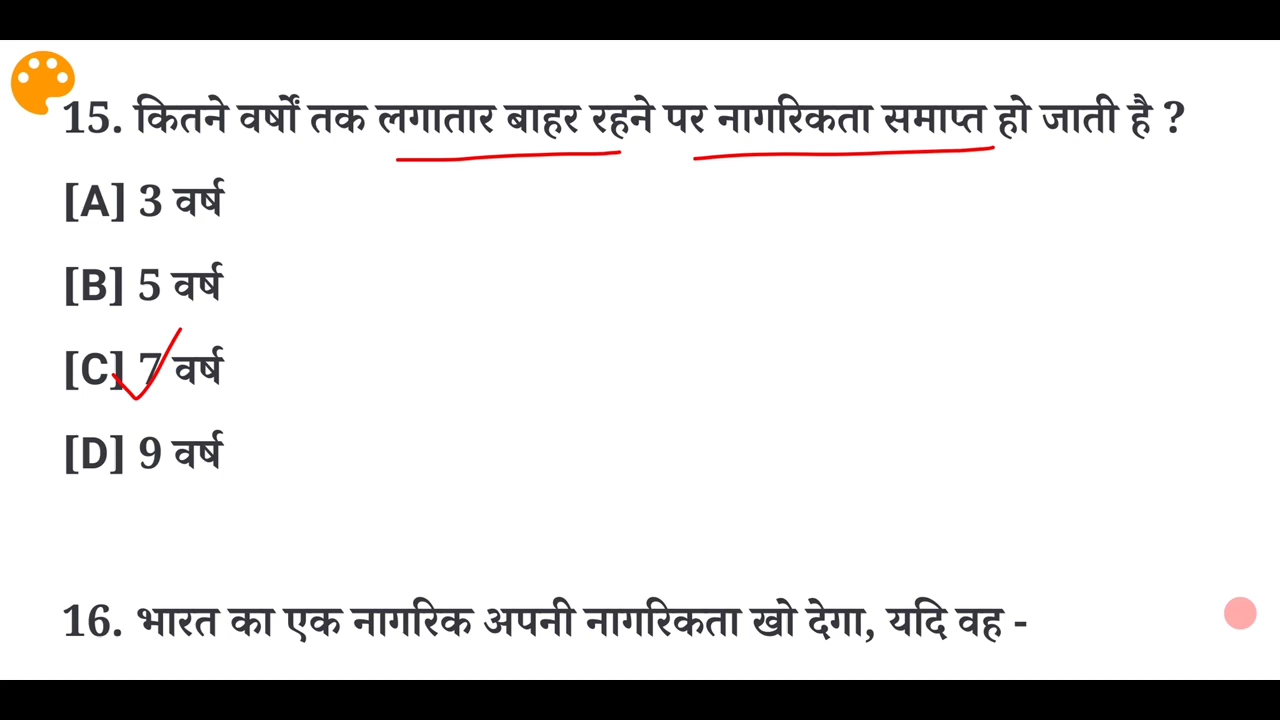 15. कितने वर्षों तक लगातार बाहर रहने पर नागरिकता समाप्त हो जाती है ?
[A] 3 वर्ष
[B] 5 वर्ष
[C] 7 वर्ष
[D] 9 वर्ष
16. भारत का एक नागरिक अपनी नागरिकता खो देगा, यदि वह -